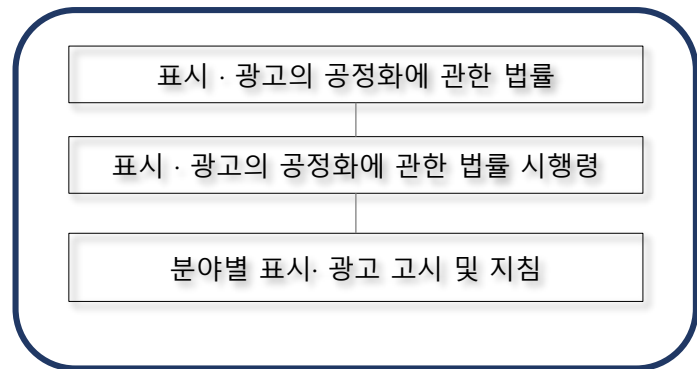 표시 · 광고의 공정화에 관한 법률
표시 · 광고의 공정화에 관한 법률 시행령
분야별 표시· 광고 고시 및 지침